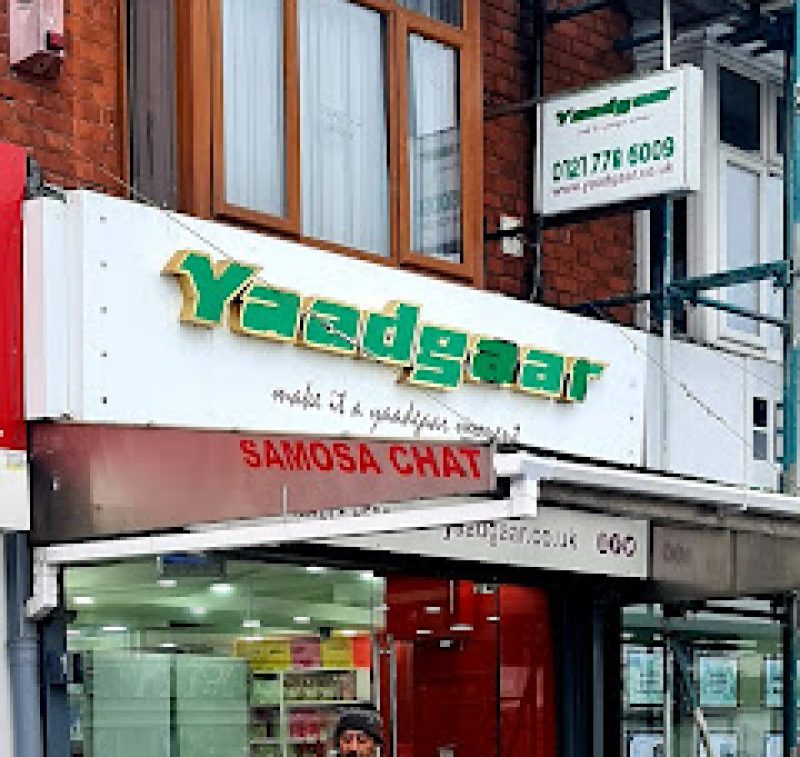 Yaadgaar
0121 778 6009
www.yaadgaar.co.uk
Yaadgaar
make it a yaadgaar moment
SAMOSA CHAT
yaadgaar.co.uk